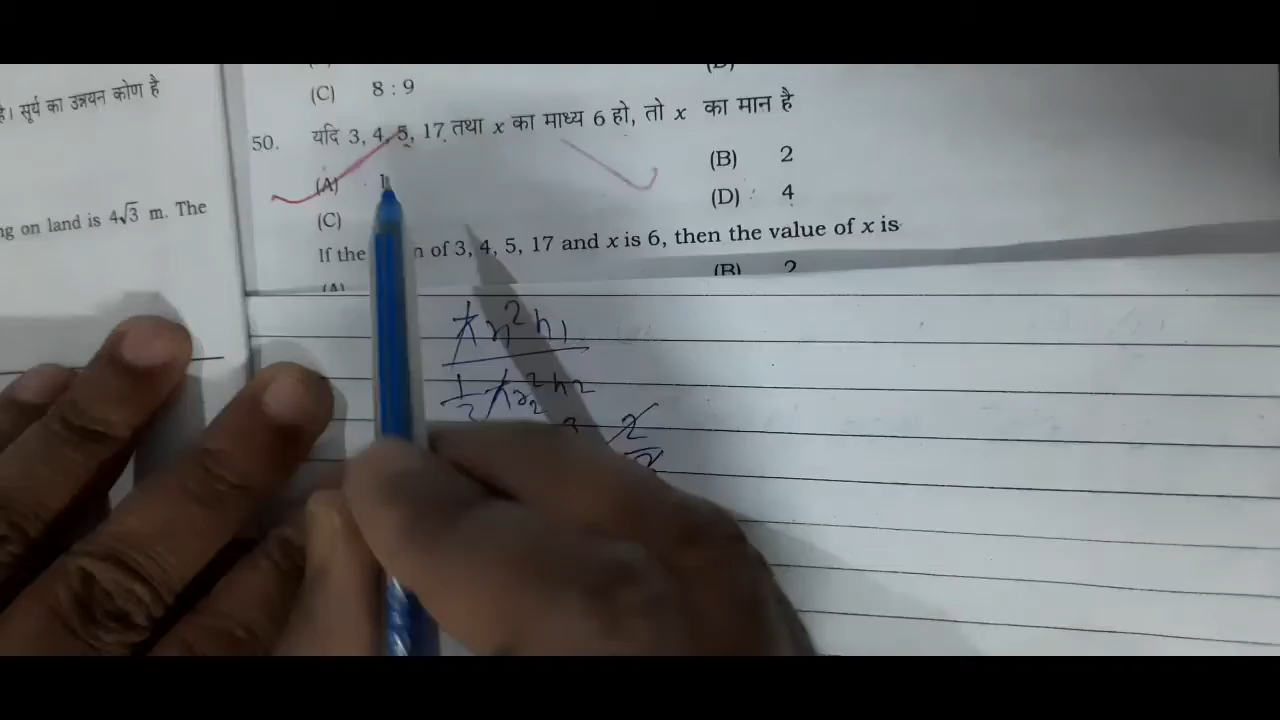 है। सूर्य का उन्नयन कोण है
ng on land is 4√3 m. The
(C) 8 : 9
50. यदि 3, 4, 5, 17 तथा x का माध्य 6 हो, तो x का मान है
(A) 1 (B) 2
(C) (D) 4
If the n of 3, 4, 5, 17 and x is 6, then the value of x is
(A) (B) 2